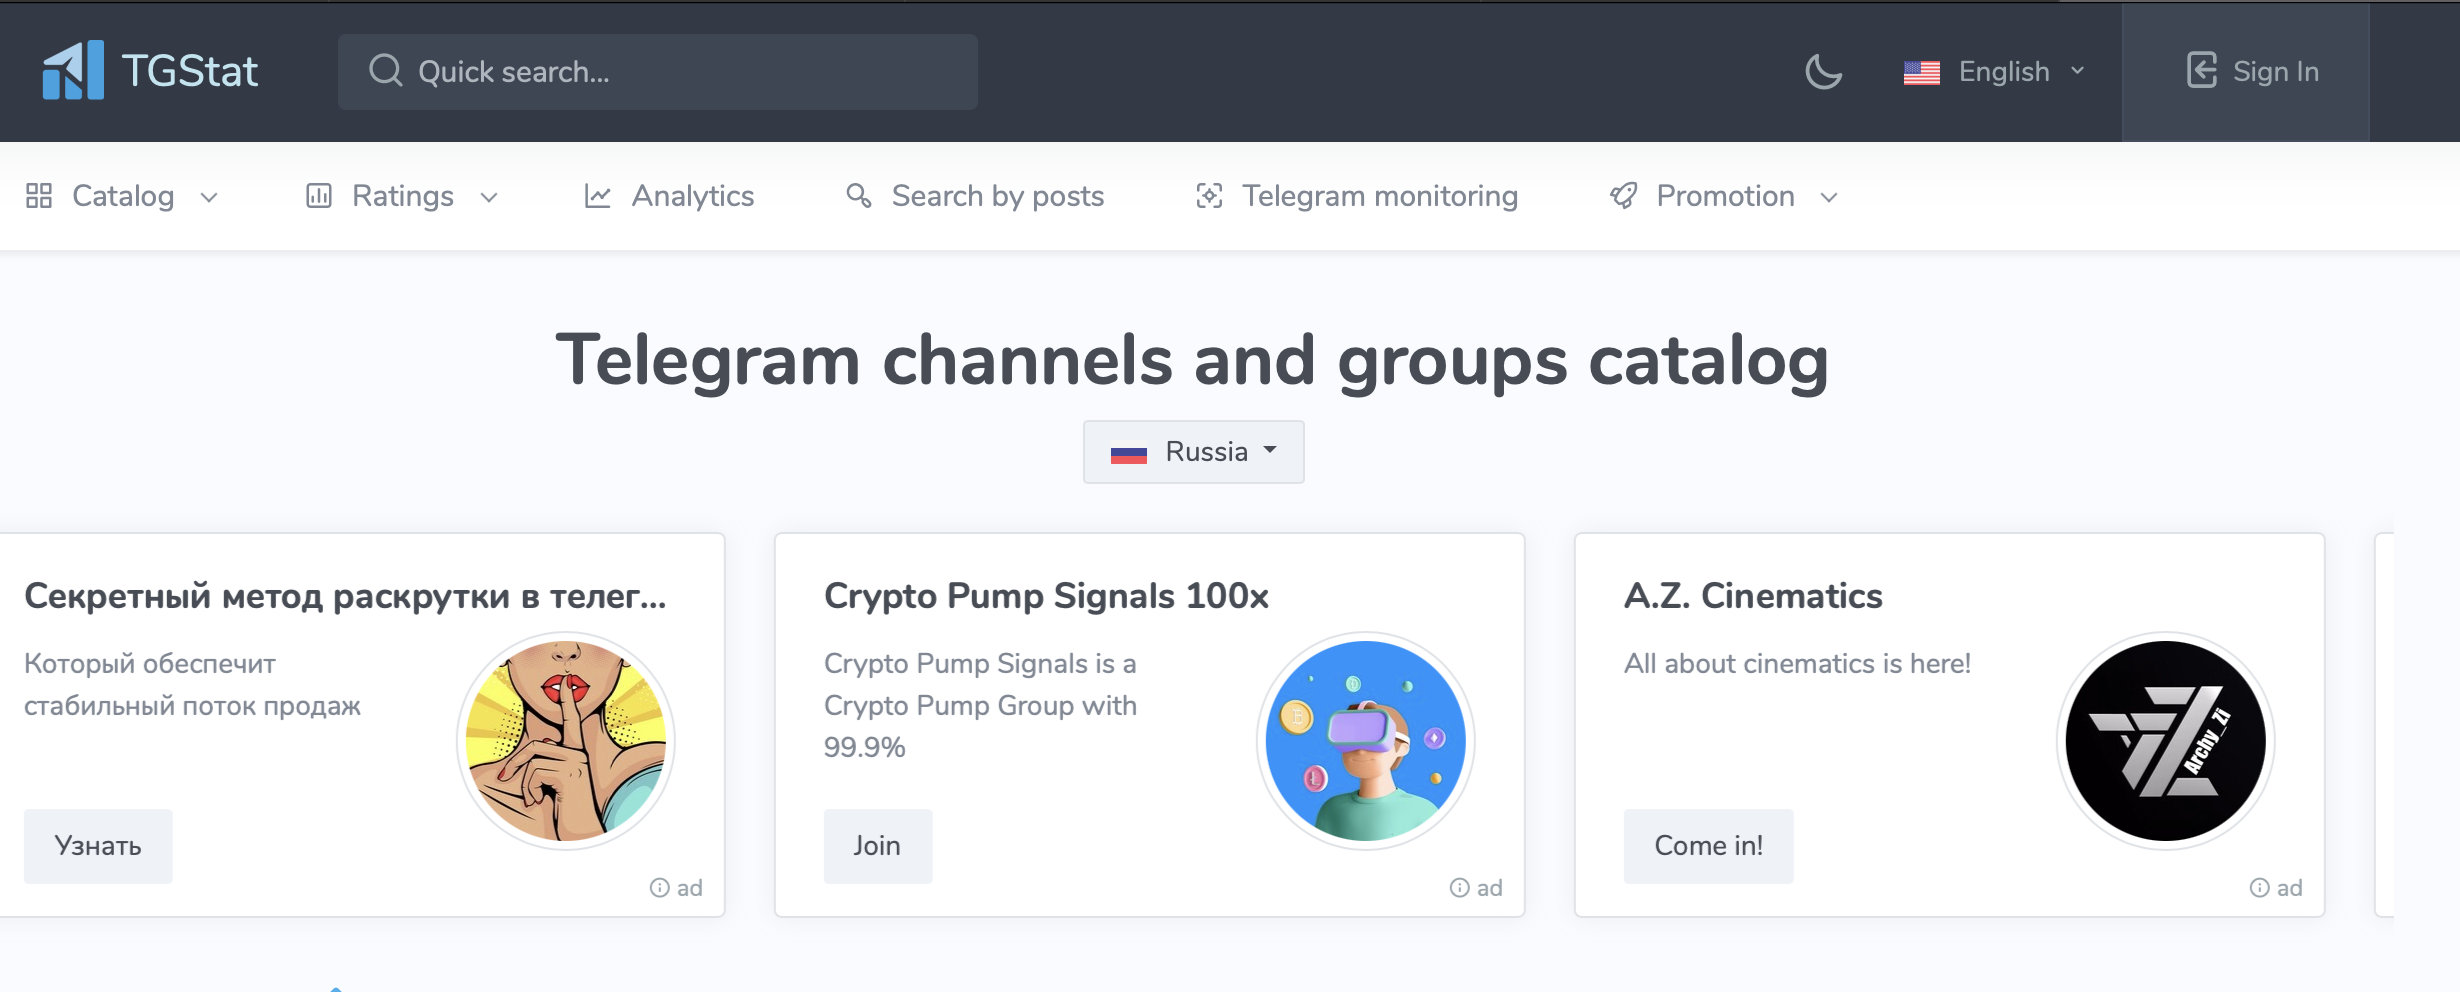 TGStat
Quick search...
English
Sign In
Catalog
Ratings
Analytics
Search by posts
Telegram monitoring
Promotion
Telegram channels and groups catalog
Russia
Секретный метод раскрутки в телег...
Который обеспечит
стабильный поток продаж
Узнать
ad
Crypto Pump Signals 100x
Crypto Pump Signals is a
Crypto Pump Group with
99.9%
Join
ad
A.Z. Cinematics
All about cinematics is here!
Archy_Zi
Come in!
ad